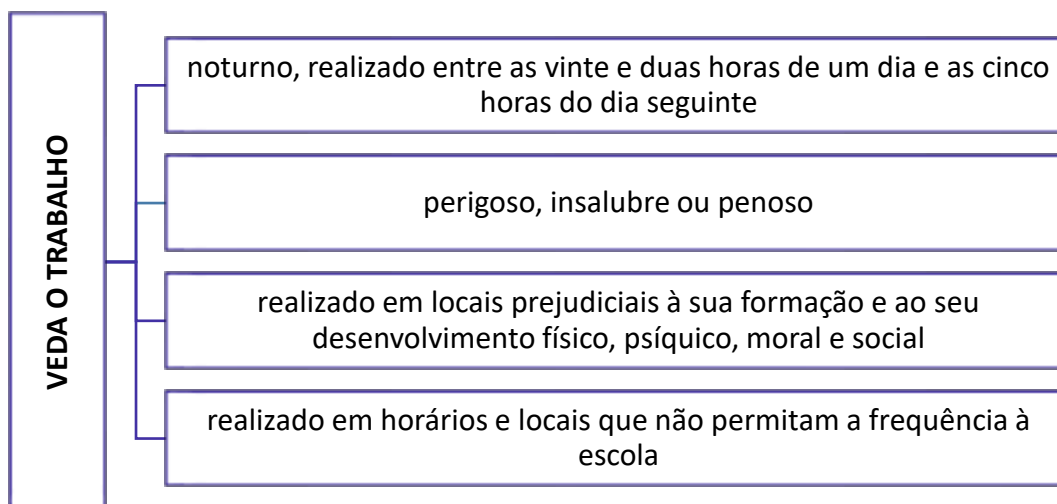 VEDA O TRABALHO
noturno, realizado entre as vinte e duas horas de um dia e as cinco
horas do dia seguinte
perigoso, insalubre ou penoso
realizado em locais prejudiciais à sua formação e ao seu
desenvolvimento físico, psíquico, moral e social
realizado em horários e locais que não permitam a frequência à
escola